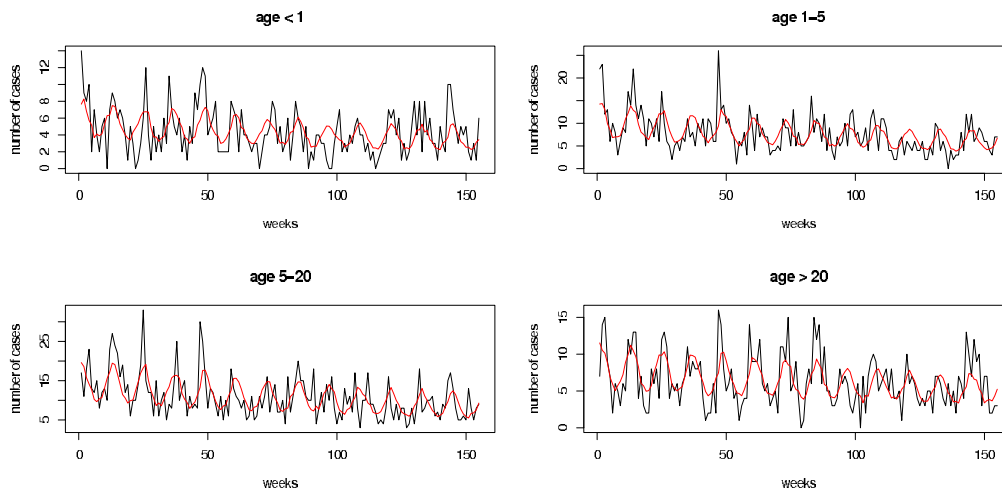 age < 1
number of cases
0 2 4 6 8 12
0 50 100 150
weeks
age 1–5
number of cases
0 5 10 20
0 50 100 150
weeks
age 5–20
number of cases
5 15 25
0 50 100 150
weeks
age > 20
number of cases
0 5 10 15
0 50 100 150
weeks